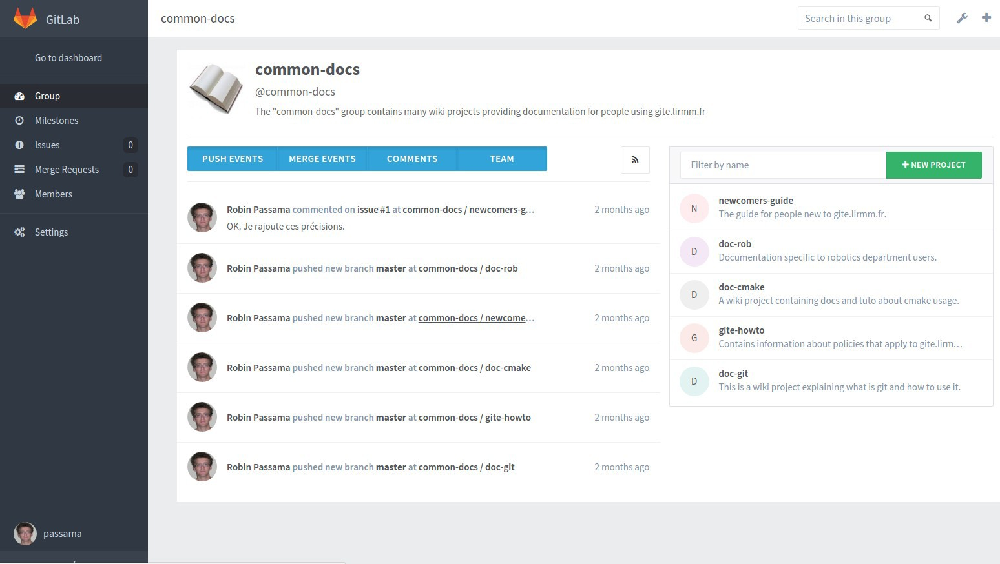 GitLab
common-docs
Search in this group
Go to dashboard
Group
Milestones
Issues 0
Merge Requests 0
Members
Settings
passama
common-docs
@common-docs
The "common-docs" group contains many wiki projects providing documentation for people using gite.lirmm.fr
PUSH EVENTS MERGE EVENTS COMMENTS TEAM
Robin Passama commented on issue #1 at common-docs / newcomers-g… 2 months ago
OK. Je rajoute ces précisions.
Robin Passama pushed new branch master at common-docs / doc-rob 2 months ago
Robin Passama pushed new branch master at common-docs / newcome… 2 months ago
Robin Passama pushed new branch master at common-docs / doc-cmake 2 months ago
Robin Passama pushed new branch master at common-docs / gite-howto 2 months ago
Robin Passama pushed new branch master at common-docs / doc-git 2 months ago
Filter by name
NEW PROJECT
N
newcomers-guide
The guide for people new to gite.lirmm.fr.
D
doc-rob
Documentation specific to robotics department users.
D
doc-cmake
A wiki project containing docs and tuto about cmake usage.
G
gite-howto
Contains information about policies that apply to gite.lirm…
D
doc-git
This is a wiki project explaining what is git and how to use it.